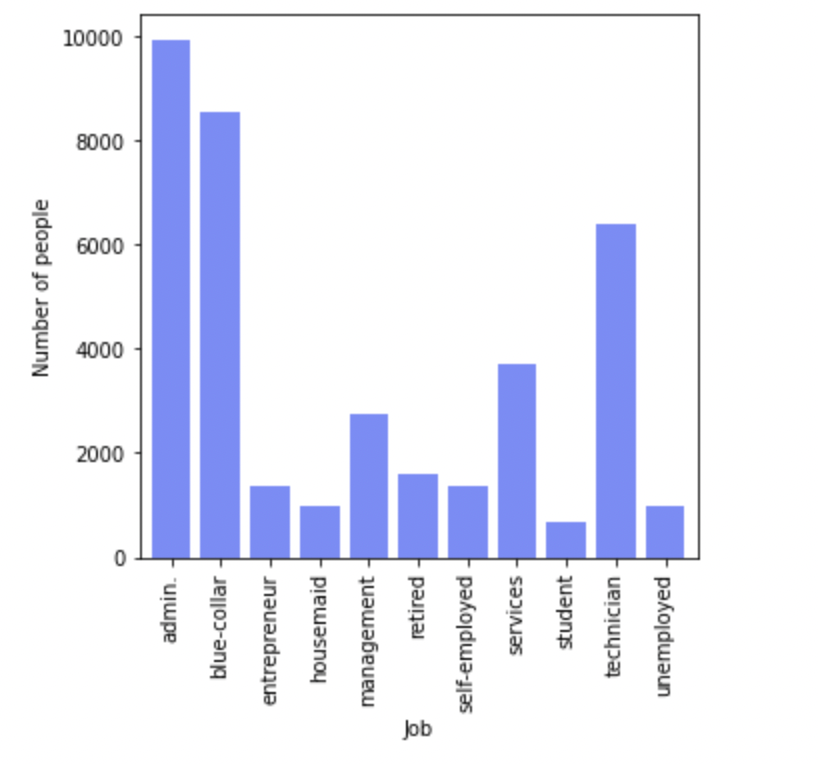 10000
8000
6000
4000
2000
0
Number of people
admin.
blue-collar
entrepreneur
housemaid
management
retired
self-employed
services
student
technician
unemployed
Job